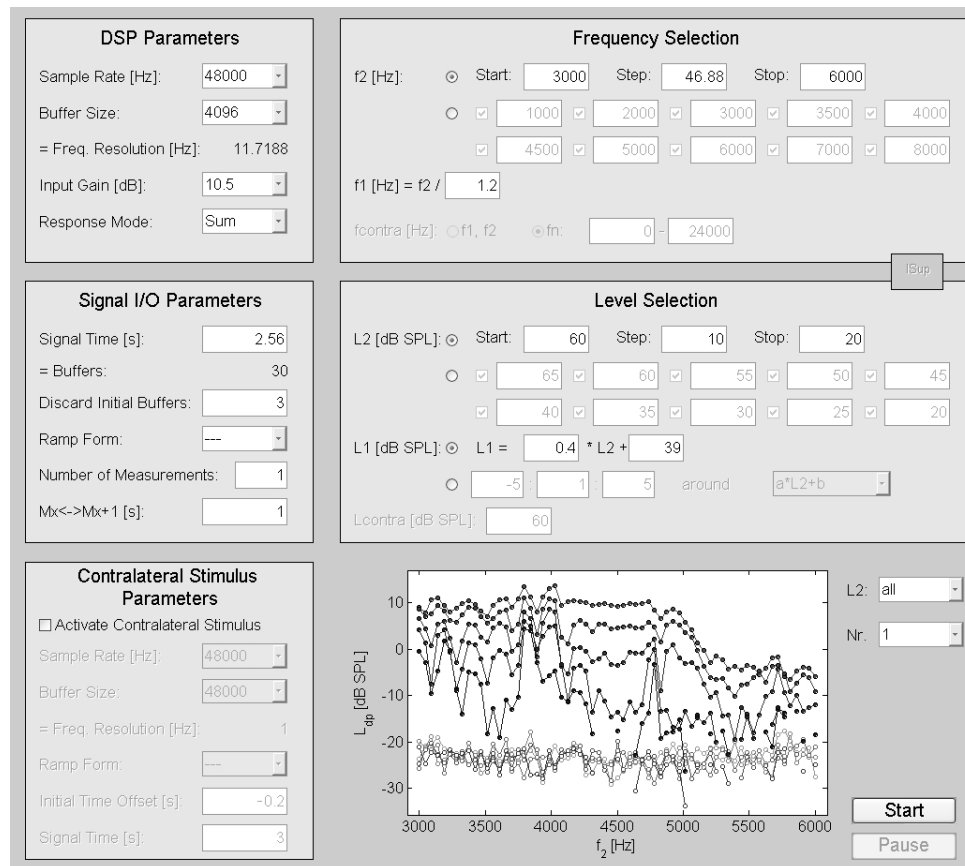 DSP Parameters
Sample Rate [Hz]: 48000
Buffer Size: 4096
= Freq. Resolution [Hz]: 11.7188
Input Gain [dB]: 10.5
Response Mode: Sum
Frequency Selection
f2 [Hz]: Start: 3000 Step: 46.88 Stop: 6000
1000 2000 3000 3500 4000
4500 5000 6000 7000 8000
f1 [Hz] = f2 / 1.2
fcontra [Hz]: f1, f2 fn: 0 - 24000
ISup
Signal I/O Parameters
Signal Time [s]: 2.56
= Buffers: 30
Discard Initial Buffers: 3
Ramp Form: ---
Number of Measurements: 1
Mx<->Mx+1 [s]: 1
Level Selection
L2 [dB SPL]: Start: 60 Step: 10 Stop: 20
65 60 55 50 45
40 35 30 25 20
L1 [dB SPL]: L1 = 0.4 * L2 + 39
-5 : 1 : 5 around a*L2+b
Lcontra [dB SPL]: 60
Contralateral Stimulus
Parameters
Activate Contralateral Stimulus
Sample Rate [Hz]: 48000
Buffer Size: 48000
= Freq. Resolution [Hz]: 1
Ramp Form: ---
Initial Time Offset [s]: -0.2
Signal Time [s]: 3
L_dp [dB SPL]
10
0
-10
-20
-30
3000 3500 4000 4500 5000 5500 6000
f_2 [Hz]
L2: all
Nr. 1
Start
Pause